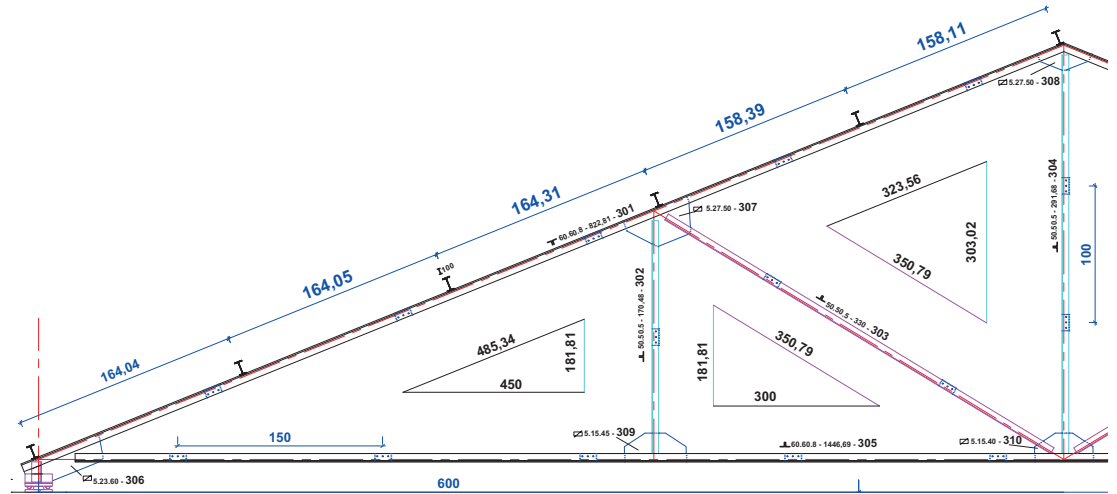 158,11
5.27.50 - 308
158,39
323,56
303,02
350,79
50.50.5 - 291,68 - 304
100
164,31
60.60.8 - 822,81 - 301
5.27.50 - 307
I100
164,05
50.50.5 - 170,48 - 302
50.50.5 - 330 - 303
485,34
181,81
450
181,81
350,79
300
164,04
150
5.15.45 - 309
60.60.8 - 1446,69 - 305
5.15.40 - 310
5.23.60 - 306
600